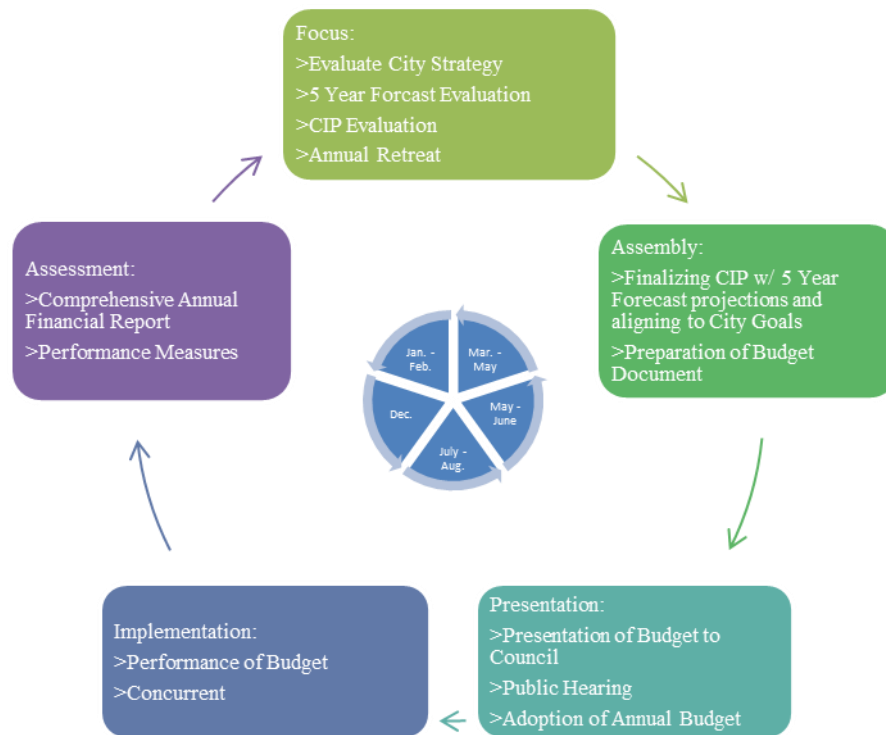 Focus:
>Evaluate City Strategy
>5 Year Forcast Evaluation
>CIP Evaluation
>Annual Retreat
Assembly:
>Finalizing CIP w/ 5 Year
Forecast projections and
aligning to City Goals
>Preparation of Budget
Document
Presentation:
>Presentation of Budget to
Council
>Public Hearing
>Adoption of Annual Budget
Implementation:
>Performance of Budget
>Concurrent
Assessment:
>Comprehensive Annual
Financial Report
>Performance Measures
Jan. -
Feb.
Mar. -
May
May -
June
July -
Aug.
Dec.